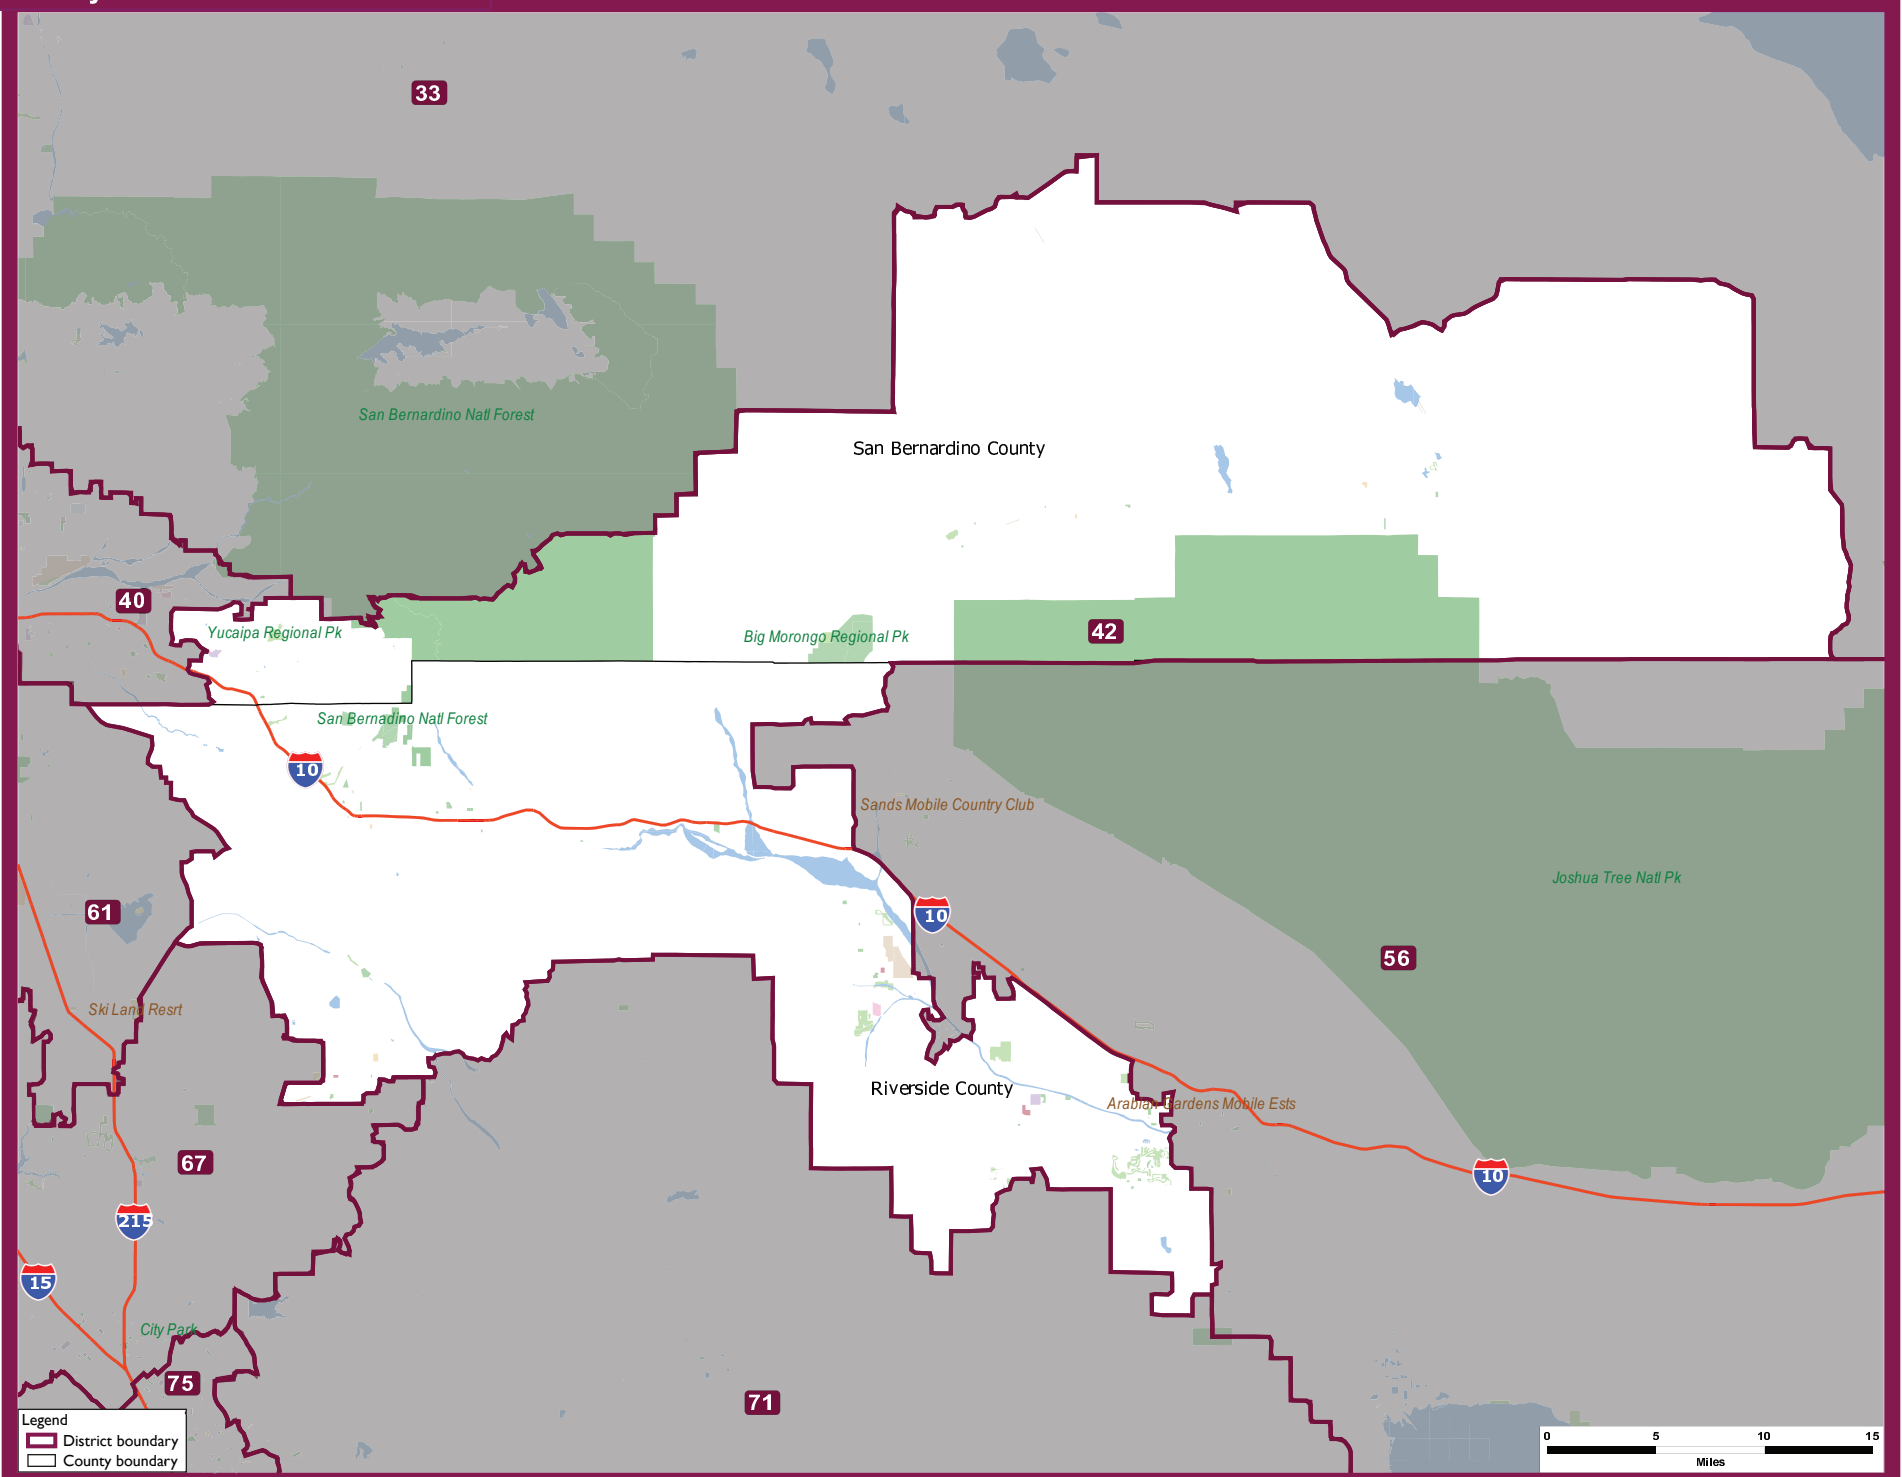 33
San Bernardino Natl Forest
San Bernardino County
40
Yucaipa Regional Pk
Big Morongo Regional Pk
42
San Bernadino Natl Forest
10
Sands Mobile Country Club
Joshua Tree Natl Pk
61
10
56
Ski Land Resrt
Riverside County
Arabian Gardens Mobile Ests
67
10
215
15
City Park
75
71
Legend
District boundary
County boundary
0 5 10 15
Miles